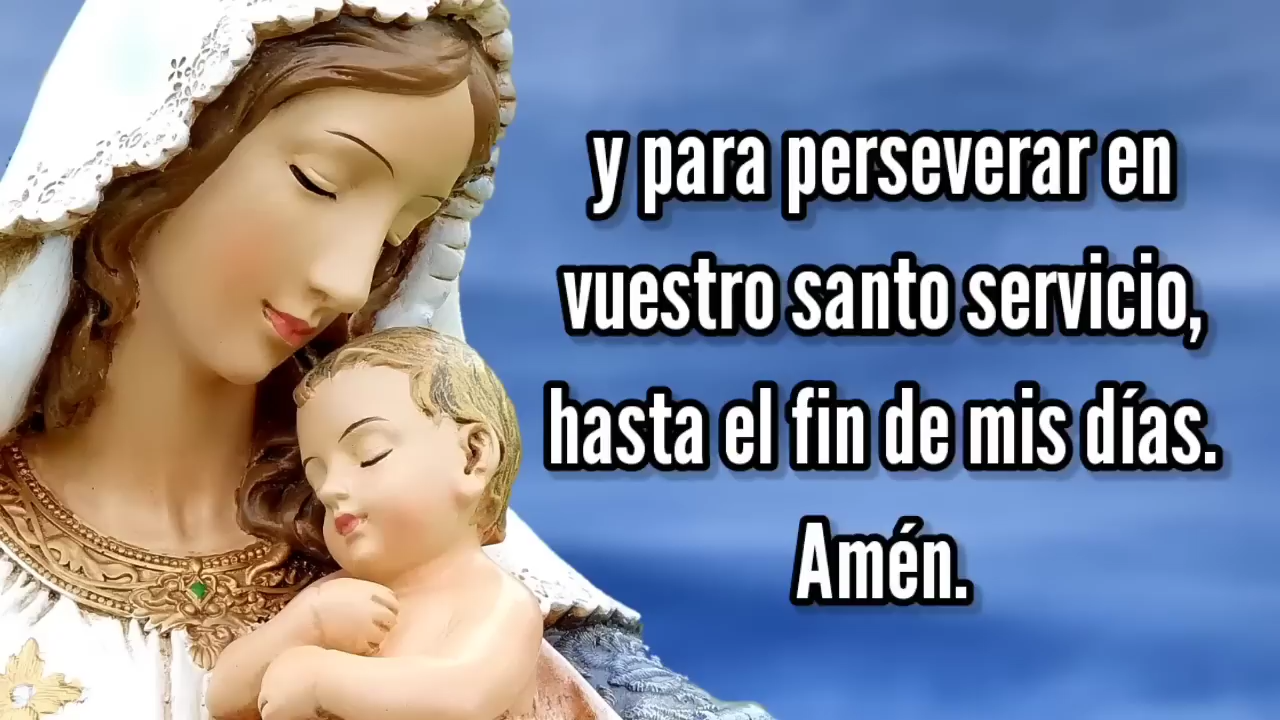 y para perseverar en
vuestro santo servicio,
hasta el fin de mis días.
Amén.